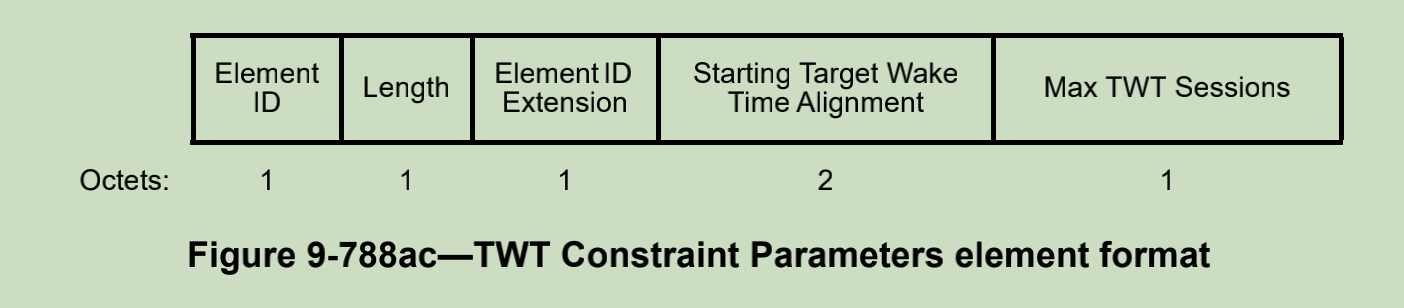 Element
ID
Length
Element ID
Extension
Starting Target Wake
Time Alignment
Max TWT Sessions
Octets: 1 1 1 2 1
Figure 9-788ac—TWT Constraint Parameters element format